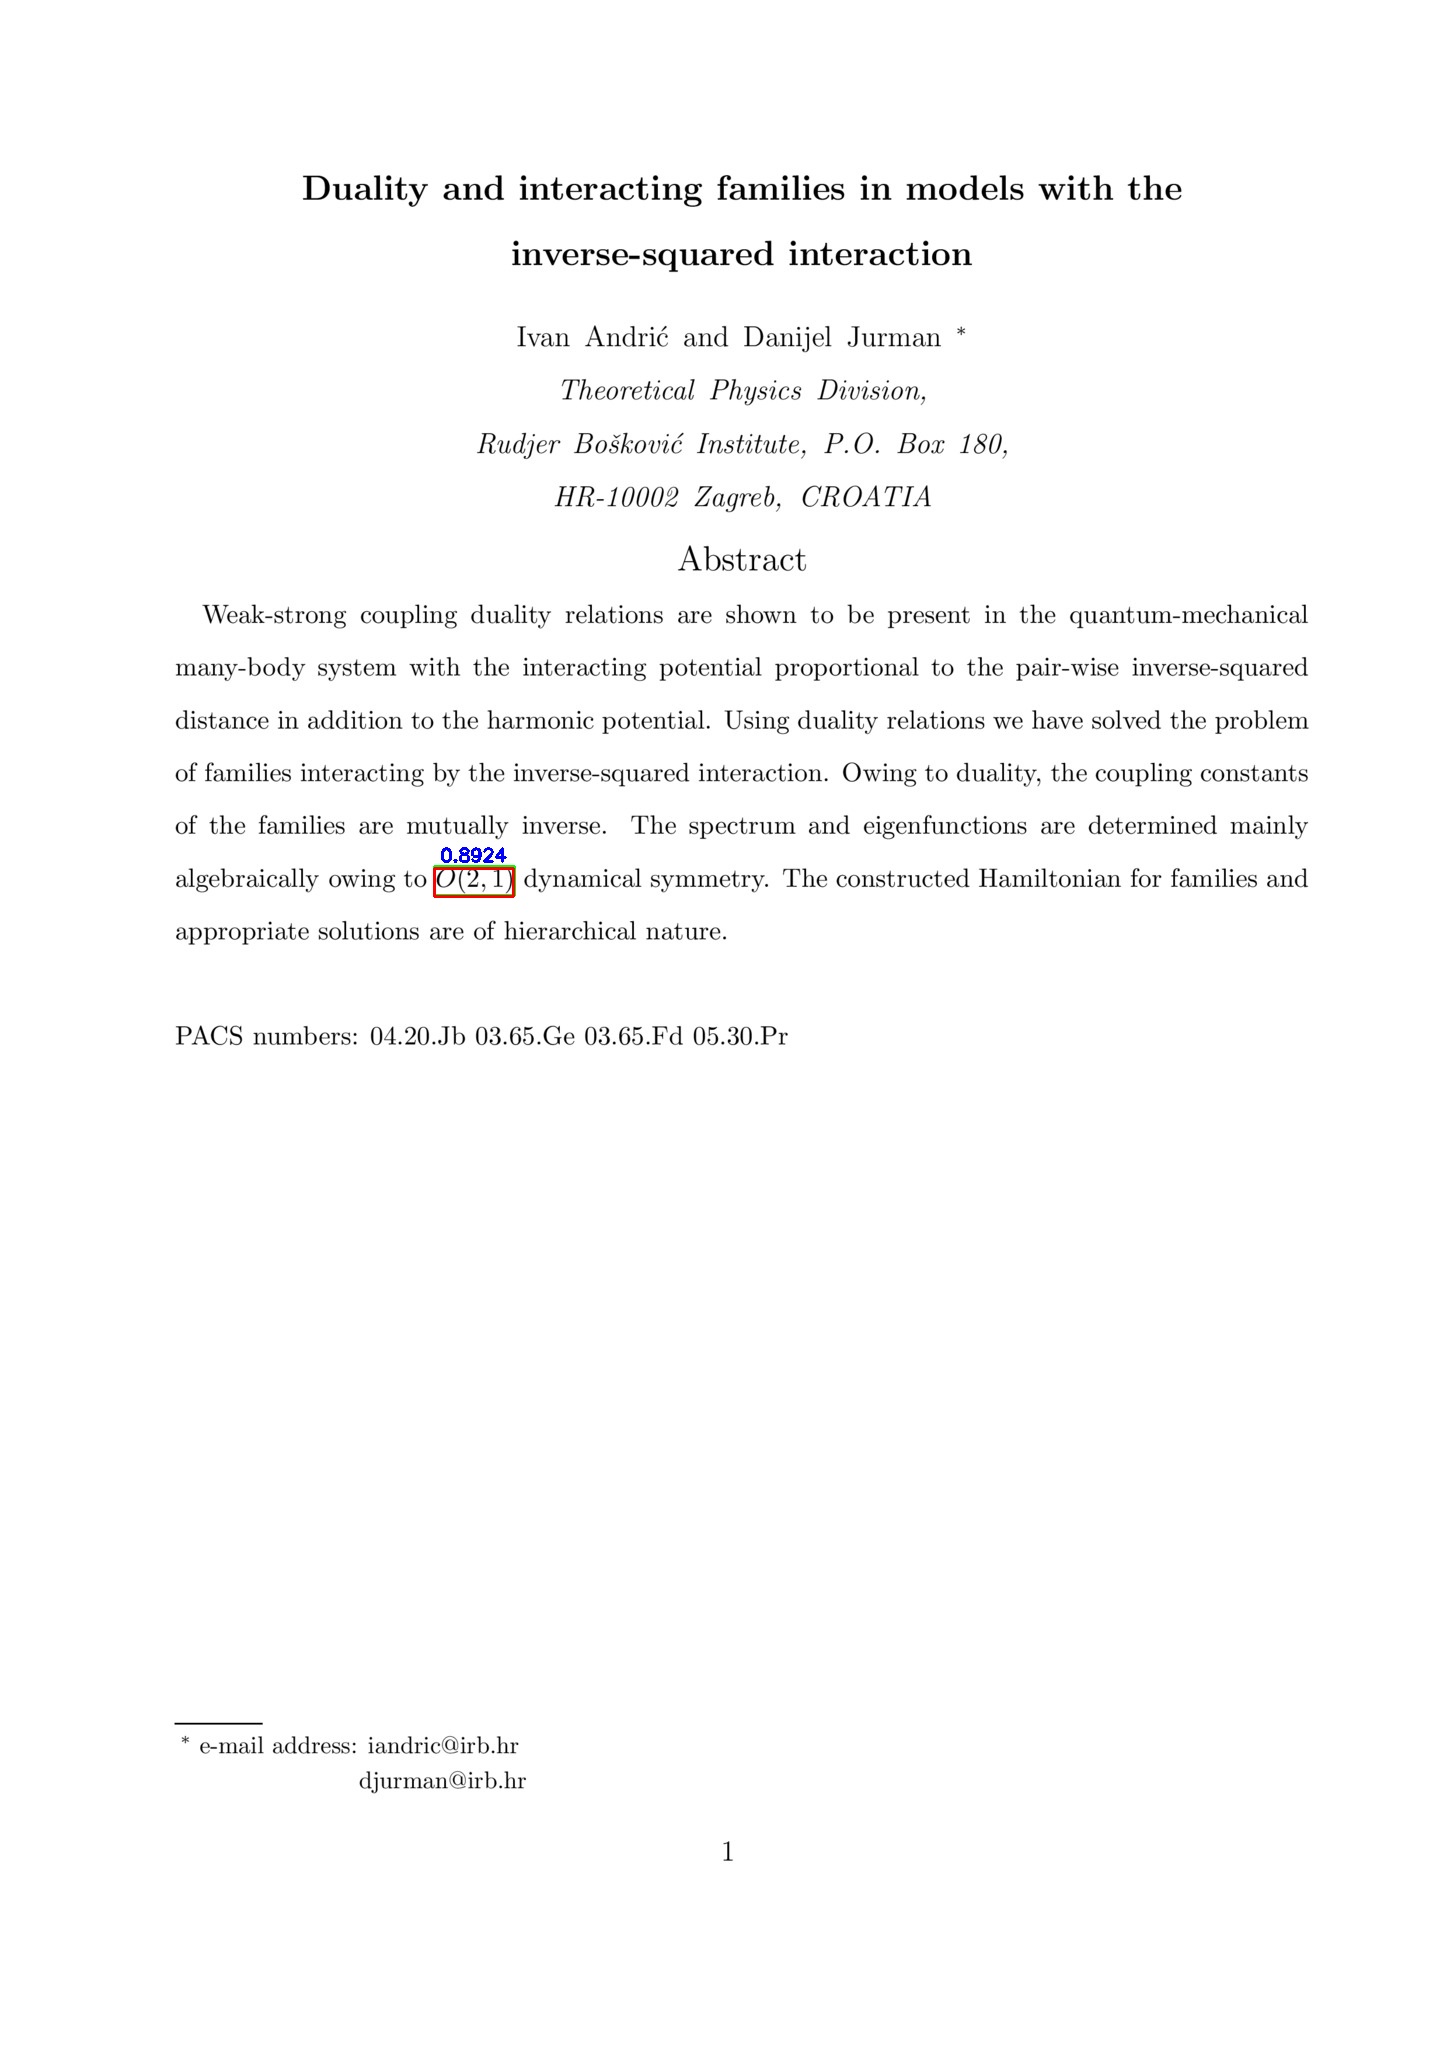 Duality and interacting families in models with the
inverse-squared interaction
Ivan Andrić and Danijel Jurman *
Theoretical Physics Division,
Rudjer Bošković Institute, P.O. Box 180,
HR-10002 Zagreb, CROATIA
Abstract
Weak-strong coupling duality relations are shown to be present in the quantum-mechanical
many-body system with the interacting potential proportional to the pair-wise inverse-squared
distance in addition to the harmonic potential. Using duality relations we have solved the problem
of families interacting by the inverse-squared interaction. Owing to duality, the coupling constants
of the families are mutually inverse. The spectrum and eigenfunctions are determined mainly
0.8924
algebraically owing to O(2, 1) dynamical symmetry. The constructed Hamiltonian for families and
appropriate solutions are of hierarchical nature.
PACS numbers: 04.20.Jb 03.65.Ge 03.65.Fd 05.30.Pr
* e-mail address: iandric@irb.hr
djurman@irb.hr
1